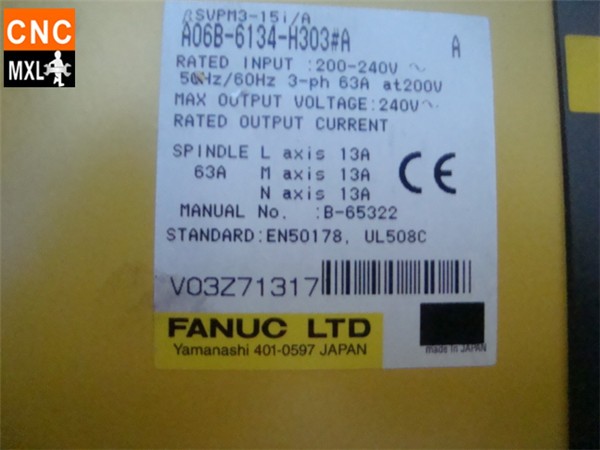 CNC
MXL
βSVPM3-15i/A
A06B-6134-H303#A A
RATED INPUT :200-240V～
50Hz/60Hz 3-ph 63A at200V
MAX OUTPUT VOLTAGE:240V～
RATED OUTPUT CURRENT
SPINDLE L axis 13A
63A M axis 13A
N axis 13A
CE
MANUAL No. :B-65322
STANDARD:EN50178, UL508C
V03Z71317
FANUC LTD
Yamanashi 401-0597 JAPAN
made in JAPAN